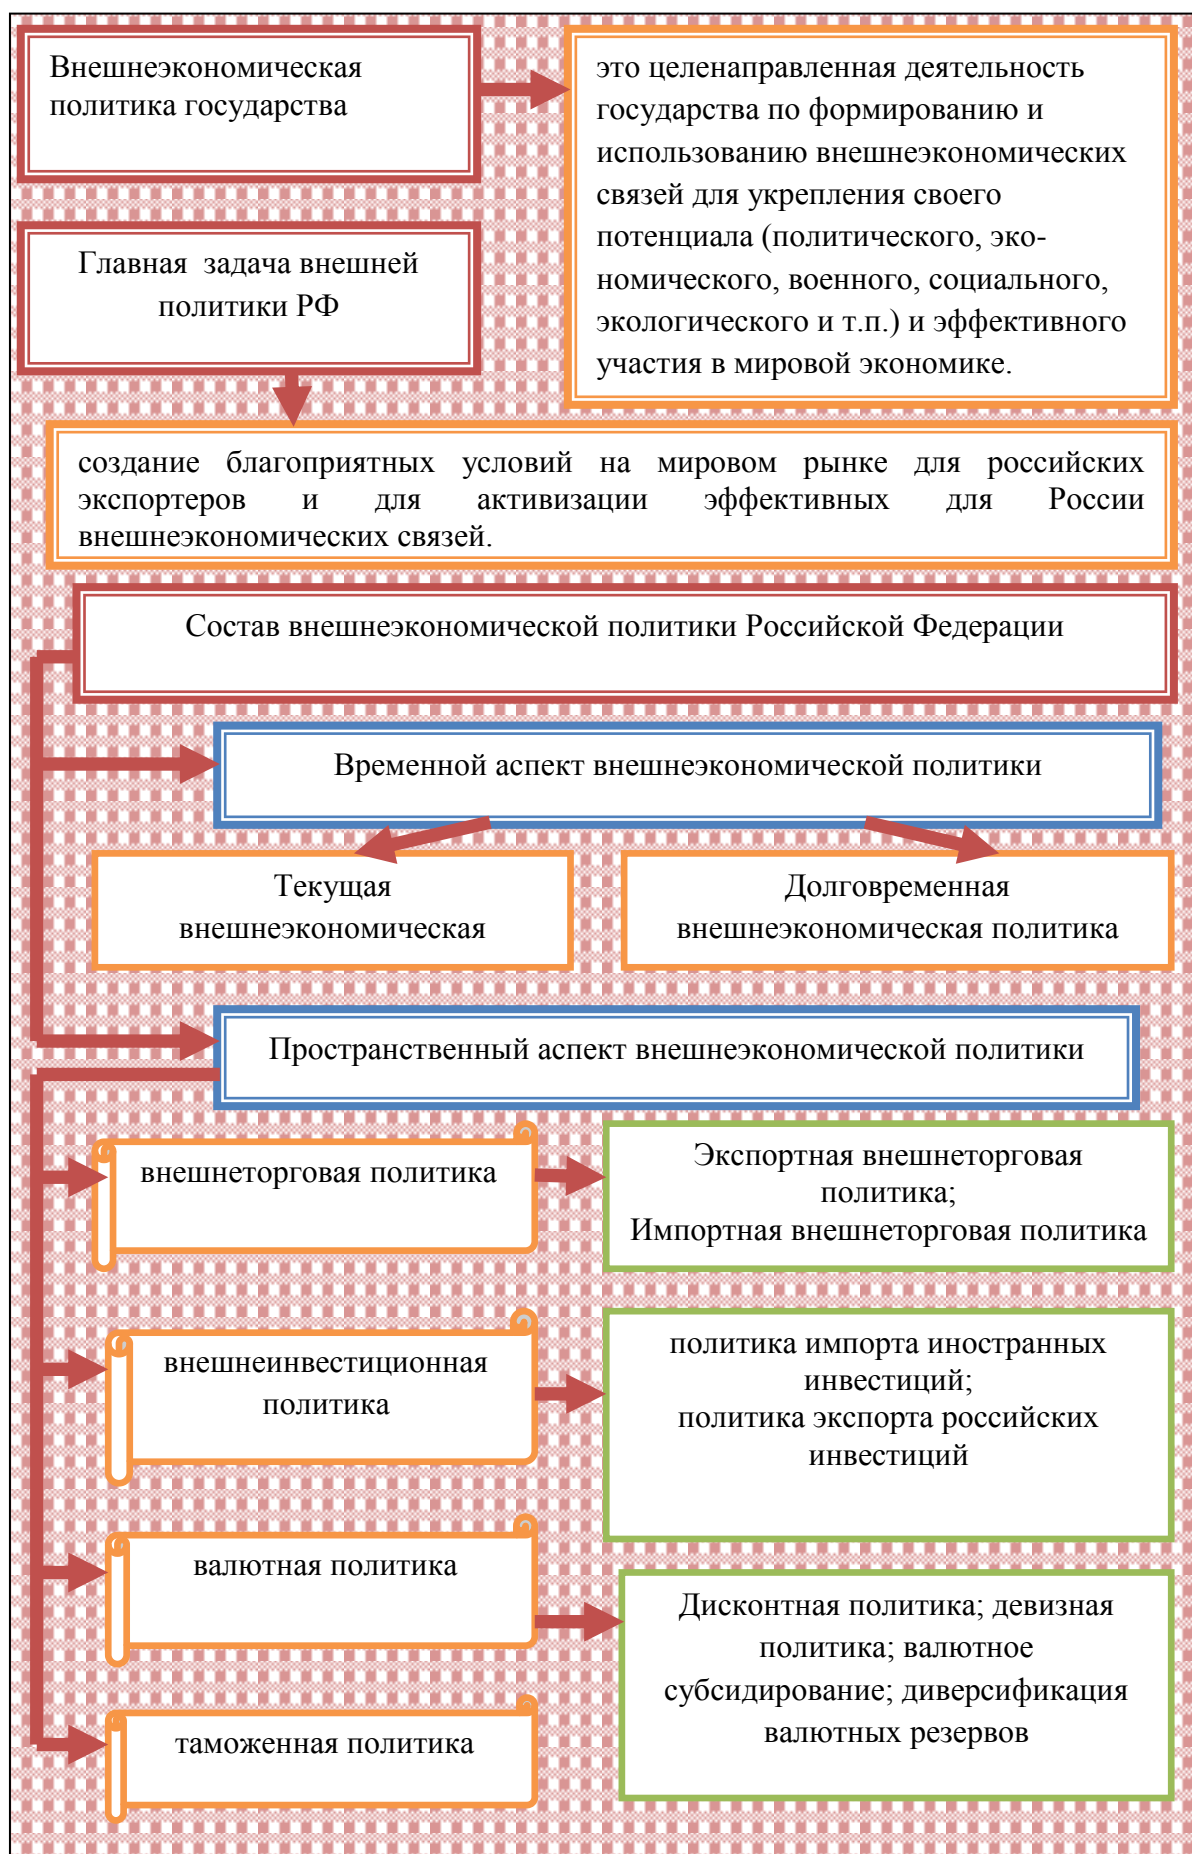 Внешнеэкономическая
политика государства
это целенаправленная деятельность
государства по формированию и
использованию внешнеэкономических
связей для укрепления своего
потенциала (политического, эко-
номического, военного, социального,
экологического и т.п.) и эффективного
участия в мировой экономике.
Главная задача внешней
политики РФ
создание благоприятных условий на мировом рынке для российских
экспортеров и для активизации эффективных для России
внешнеэкономических связей.
Состав внешнеэкономической политики Российской Федерации
Временной аспект внешнеэкономической политики
Текущая
внешнеэкономическая
Долговременная
внешнеэкономическая политика
Пространственный аспект внешнеэкономической политики
внешнеторговая политика
Экспортная внешнеторговая
политика;
Импортная внешнеторговая политика
внешнеинвестиционная
политика
политика импорта иностранных
инвестиций;
политика экспорта российских
инвестиций
валютная политика
Дисконтная политика; девизная
политика; валютное
субсидирование; диверсификация
валютных резервов
таможенная политика